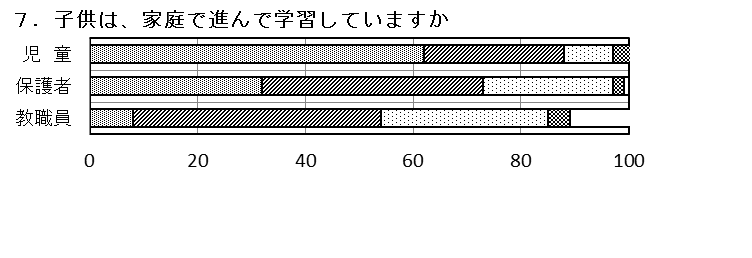 ７．子供は、家庭で進んで学習していますか
児 童
保護者
教職員
0 20 40 60 80 100